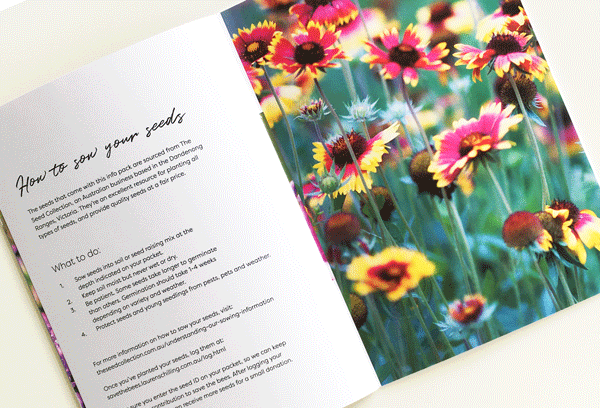 How to sow your seeds
The seeds that come with this info pack are sourced from The
Seed Collection, an Australian business based in the Dandenong
Ranges, Victoria. They're an excellent resource for planting all
types of seeds, and provide quality seeds at a fair price.
What to do:
1. Sow seeds into soil or seed raising mix at the
depth indicated on your packet.
2. Keep soil moist but never wet or dry.
3. Be patient. Some seeds take longer to germinate
than others. Germination should take 1-4 weeks
depending on variety and weather.
4. Protect seeds and young seedlings from pests, pets and weather.
For more information on how to sow your seeds, visit:
theseedcollection.com.au/understanding-our-sowing-information
Once you've planted your seeds, log them at:
savethebees.laurenschilling.com.au/log.html
sure you enter the seed ID on your packet, so we can keep
contribution to save the bees. After logging your
receive more seeds for a small donation.